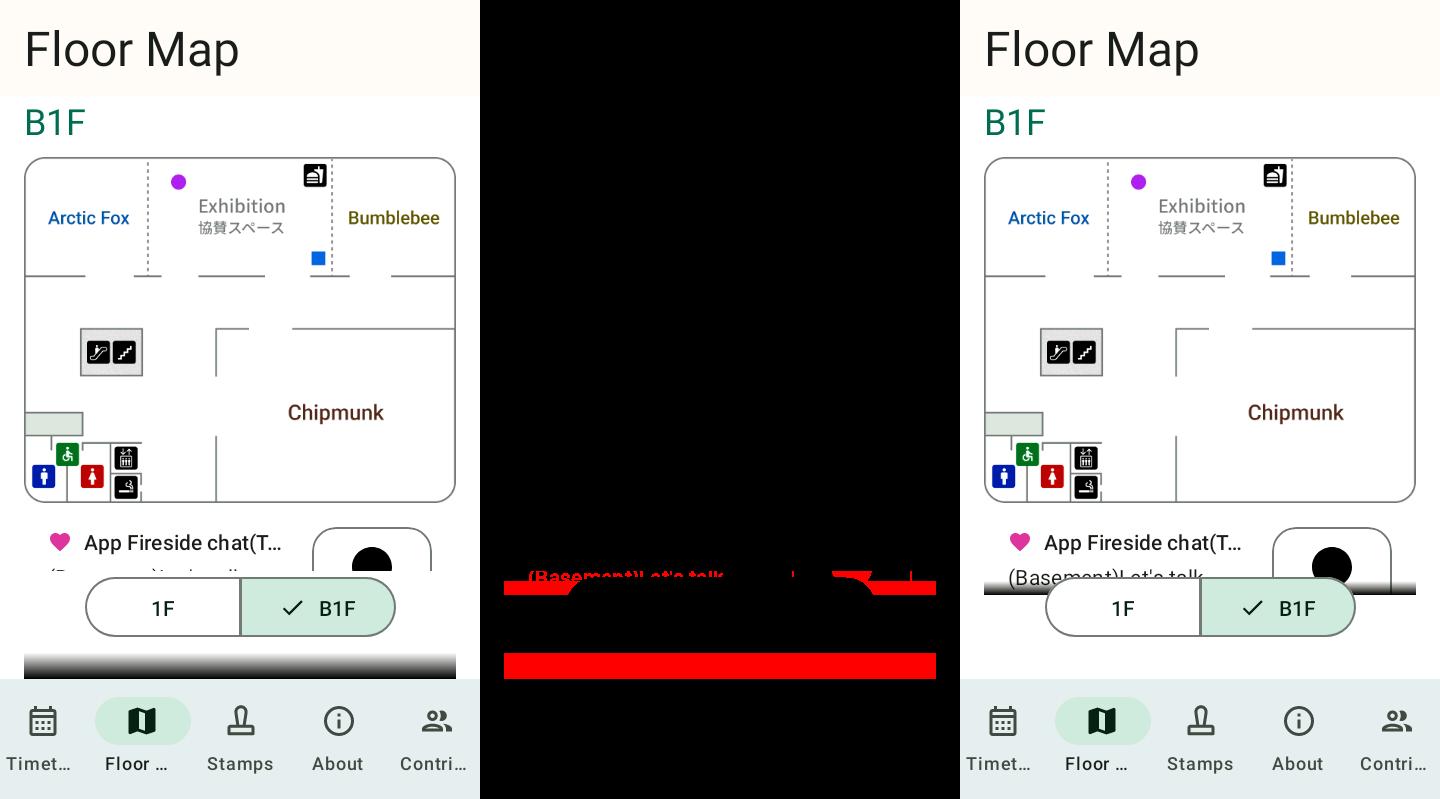 Floor Map
B1F
Arctic Fox
Exhibition
協賛スペース
Bumblebee
Chipmunk
App Fireside chat(T...
1F
B1F
Timet...
Floor ...
Stamps
About
Contri...
(Basement)Let's talk
Floor Map
B1F
Arctic Fox
Exhibition
協賛スペース
Bumblebee
Chipmunk
App Fireside chat(T...
(Basement)Let's talk
1F
B1F
Timet...
Floor ...
Stamps
About
Contri...